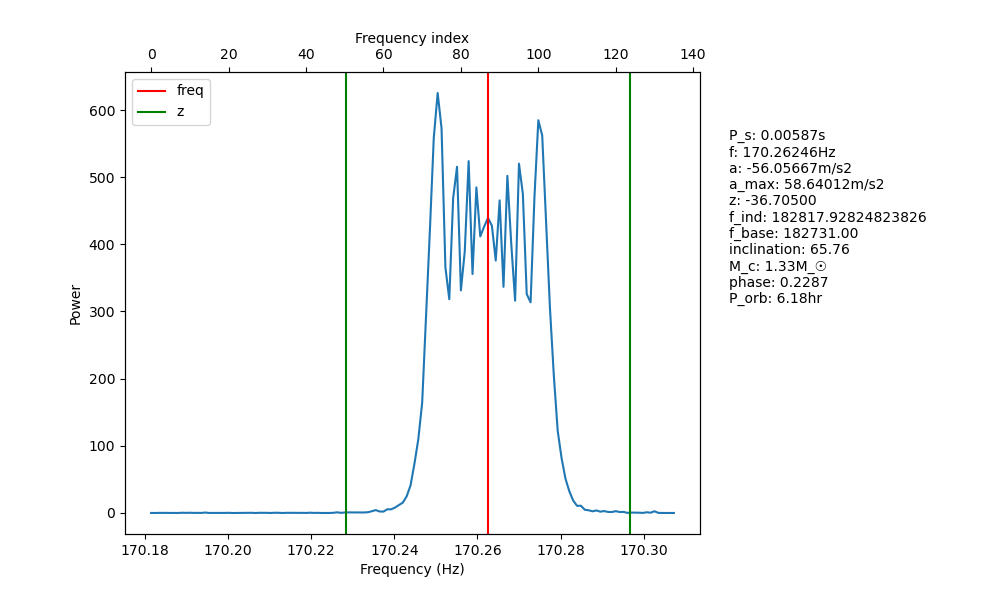 Frequency index
0 20 40 60 80 100 120 140
freq
z
600
500
400
300
200
100
0
Power
170.18 170.20 170.22 170.24 170.26 170.28 170.30
Frequency (Hz)
P_s: 0.00587s
f: 170.26246Hz
a: -56.05667m/s2
a_max: 58.64012m/s2
z: -36.70500
f_ind: 182817.92824823826
f_base: 182731.00
inclination: 65.76
M_c: 1.33M_☉
phase: 0.2287
P_orb: 6.18hr